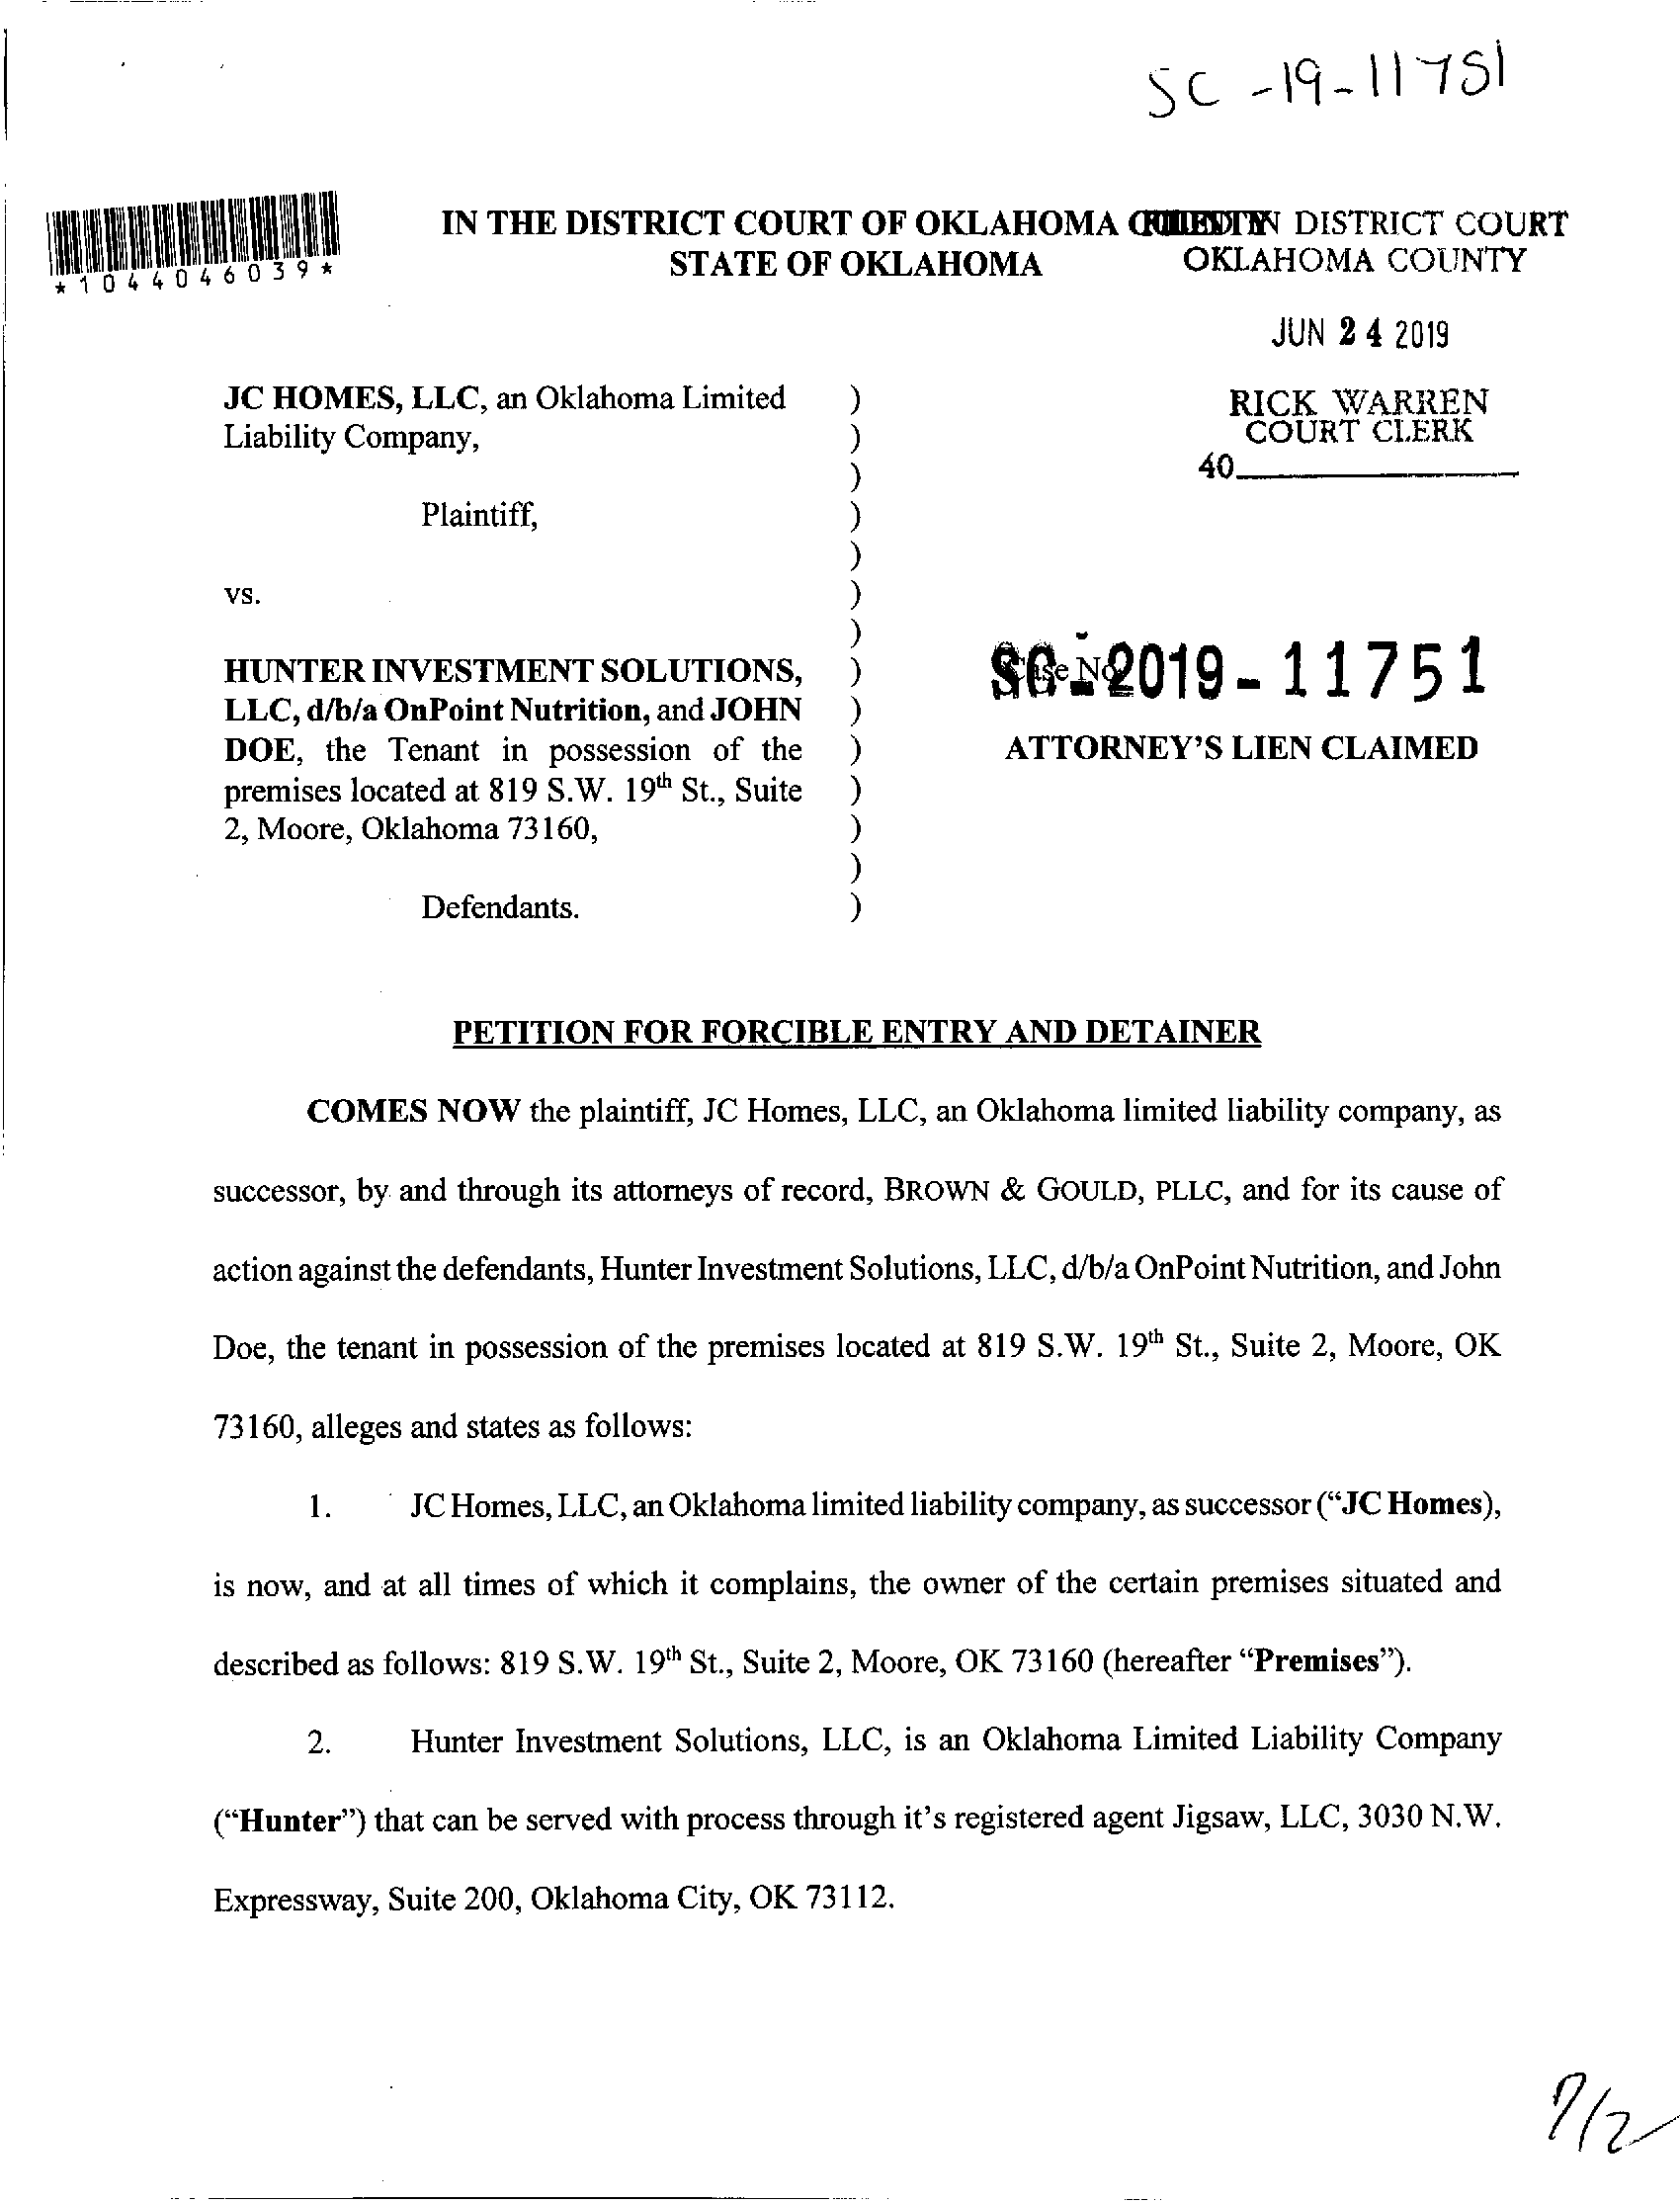 SC-19-11751
IN THE DISTRICT COURT OF OKLAHOMA COUNTY
FILED IN DISTRICT COURT
STATE OF OKLAHOMA
OKLAHOMA COUNTY
*1044046039*
JUN 24 2019
RICK WARREN
COURT CLERK
40
JC HOMES, LLC, an Oklahoma Limited )
Liability Company, )
)
Plaintiff, )
)
vs. )
)
HUNTER INVESTMENT SOLUTIONS, )
LLC, d/b/a OnPoint Nutrition, and JOHN )
DOE, the Tenant in possession of the )
premises located at 819 S.W. 19th St., Suite )
2, Moore, Oklahoma 73160, )
)
Defendants. )
Case No.
SC-2019-11751
ATTORNEY'S LIEN CLAIMED
PETITION FOR FORCIBLE ENTRY AND DETAINER
COMES NOW the plaintiff, JC Homes, LLC, an Oklahoma limited liability company, as
successor, by and through its attorneys of record, BROWN & GOULD, PLLC, and for its cause of
action against the defendants, Hunter Investment Solutions, LLC, d/b/a OnPoint Nutrition, and John
Doe, the tenant in possession of the premises located at 819 S.W. 19th St., Suite 2, Moore, OK
73160, alleges and states as follows:
1. JC Homes, LLC, an Oklahoma limited liability company, as successor (“JC Homes),
is now, and at all times of which it complains, the owner of the certain premises situated and
described as follows: 819 S.W. 19th St., Suite 2, Moore, OK 73160 (hereafter “Premises”).
2. Hunter Investment Solutions, LLC, is an Oklahoma Limited Liability Company
(“Hunter”) that can be served with process through it's registered agent Jigsaw, LLC, 3030 N.W.
Expressway, Suite 200, Oklahoma City, OK 73112.
7/2